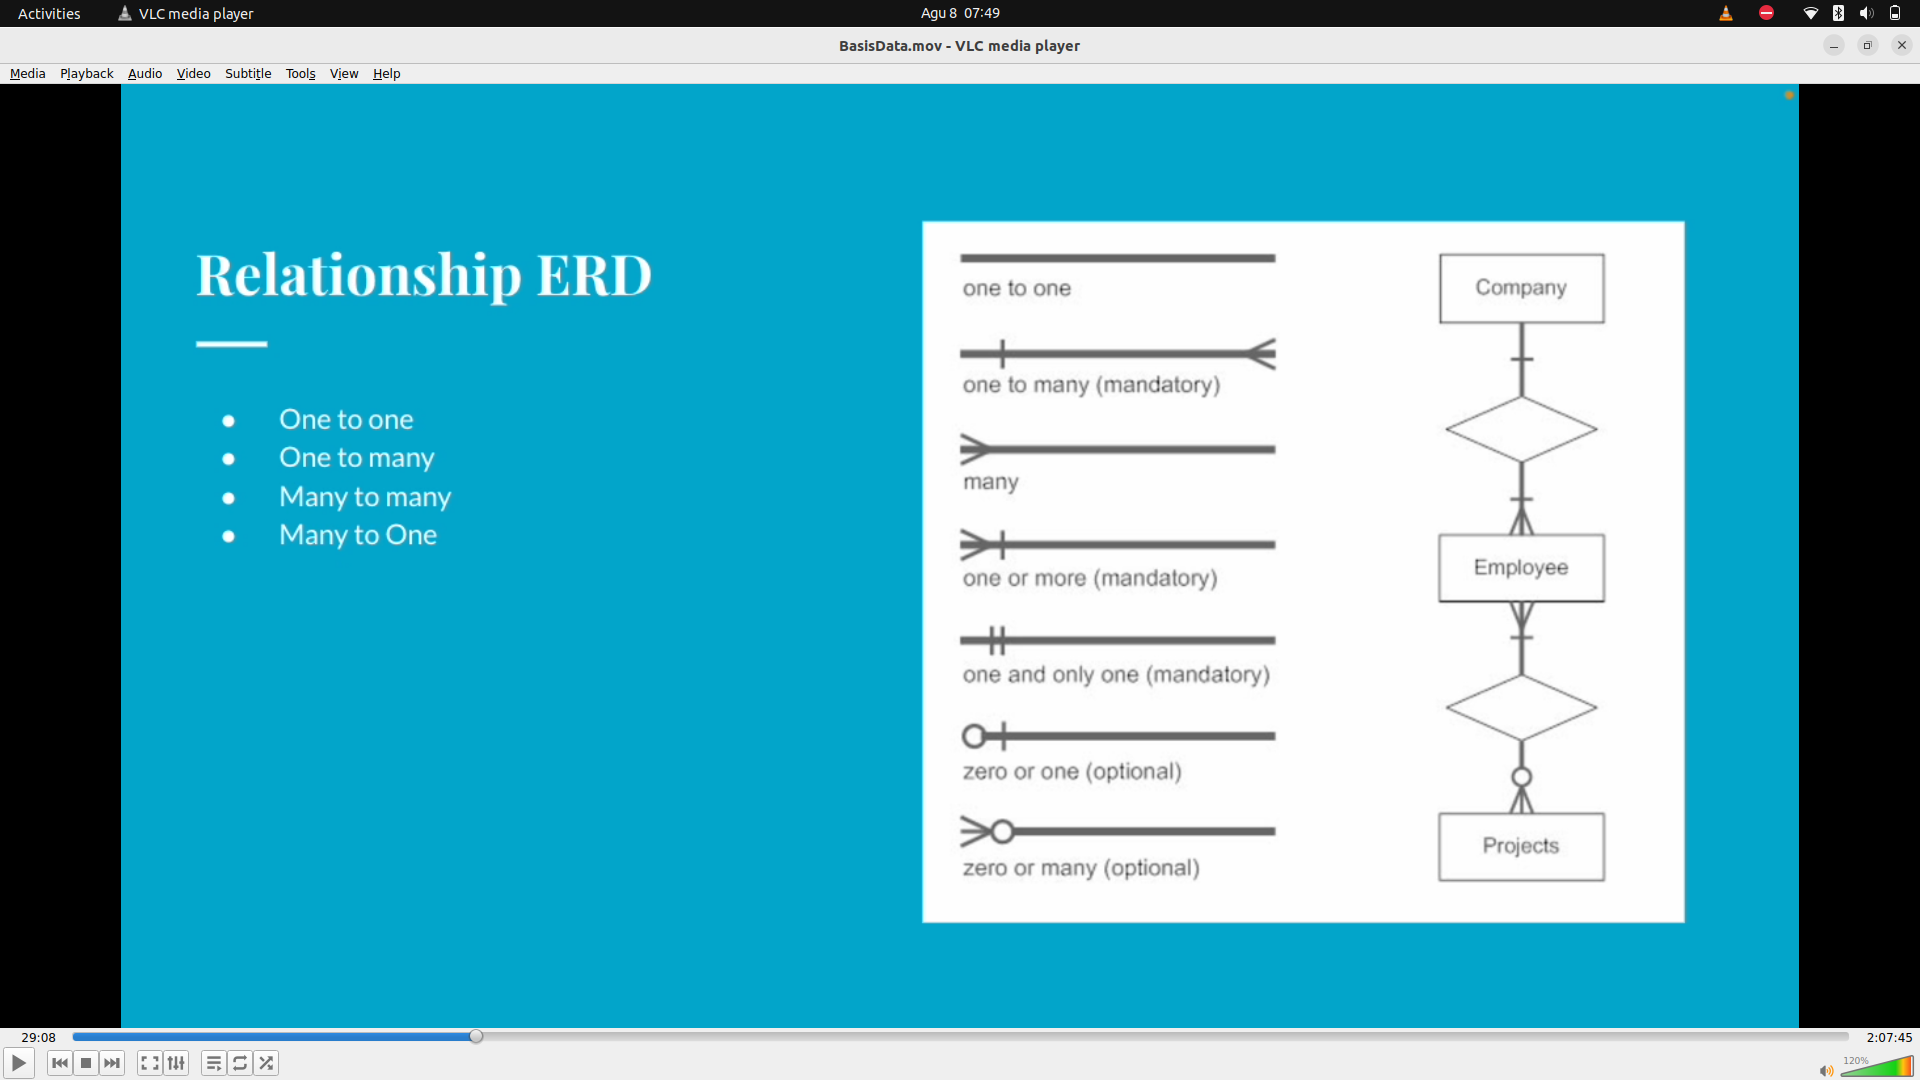 Activities
VLC media player
Agu 8 07:49
BasisData.mov - VLC media player
Media Playback Audio Video Subtitle Tools View Help
Relationship ERD
● One to one
● One to many
● Many to many
● Many to One
one to one
one to many (mandatory)
many
one or more (mandatory)
one and only one (mandatory)
zero or one (optional)
zero or many (optional)
Company
Employee
Projects
29:08
2:07:45
120%